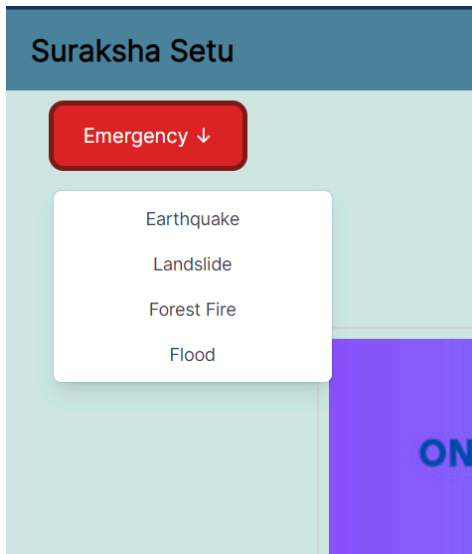 Suraksha Setu
Emergency ↓
Earthquake
Landslide
Forest Fire
Flood
ON